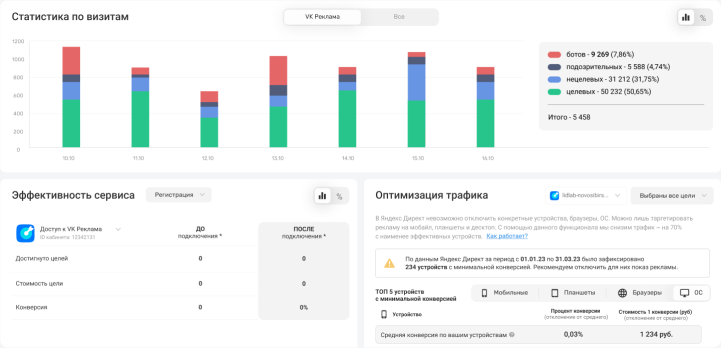 Статистика по визитам
VK Реклама
Все
%
1200
1000
800
600
400
200
0
10.10
11.10
12.10
13.10
14.10
15.10
16.10
ботов - 9 269 (7,86%)
подозрительных - 5 588 (4,74%)
нецелевых - 31 212 (31,75%)
целевых - 50 232 (50,65%)
Итого - 5 458
Эффективность сервиса
Регистрация
%
Доступ к VK Реклама
ID кабинета: 12342131
ДО
подключения *
ПОСЛЕ
подключения *
Достигнуто целей
0
0
Стоимость цели
0
0
Конверсия
0
0%
Оптимизация трафика
lidlab-novosibirs...
Выбраны все цели
В Яндекс Директ невозможно отключить конкретные устройства, браузеры, ОС. Можно лишь таргетировать
рекламу на мобайл, планшеты и десктоп. С помощью данного функционала мы снизим трафик – на 70%
с наименее эффективных устройств. Как работает?
По данным Яндекс Директ за период с 01.01.23 по 31.03.23 было зафиксировано
234 устройств с минимальной конверсией. Рекомендуем отключить для них показ рекламы.
ТОП 5 устройств
с минимальной конверсией
Мобильные
Планшеты
Браузеры
ОС
Устройство
Процент конверсии
(отклонение от среднего)
Стоимость 1 конверсии (руб)
(отклонение от среднего)
Средняя конверсия по вашим устройствам
0,03%
1 234 руб.